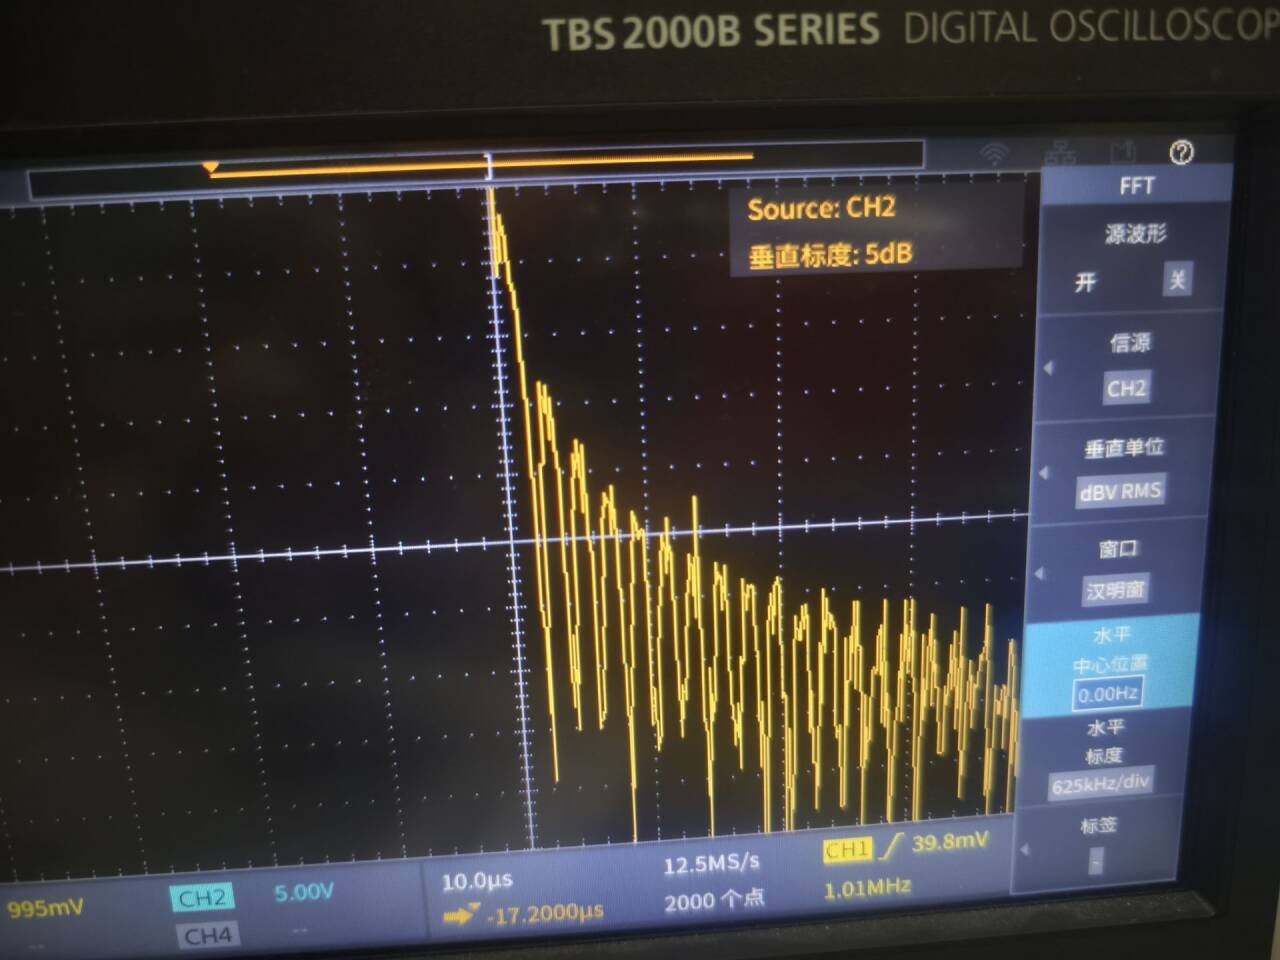 TBS 2000B SERIES DIGITAL OSCILLOSCOP
Source: CH2
垂直标度: 5dB
FFT
源波形
开 关
信源
CH2
垂直单位
dBV RMS
窗口
汉明窗
水平
中心位置
0.00Hz
水平
标度
625kHz/div
标签
-
995mV
CH2 5.00V
--
CH4 --
10.0µs
-17.2000µs
12.5MS/s
2000 个点
CH1 39.8mV
1.01MHz